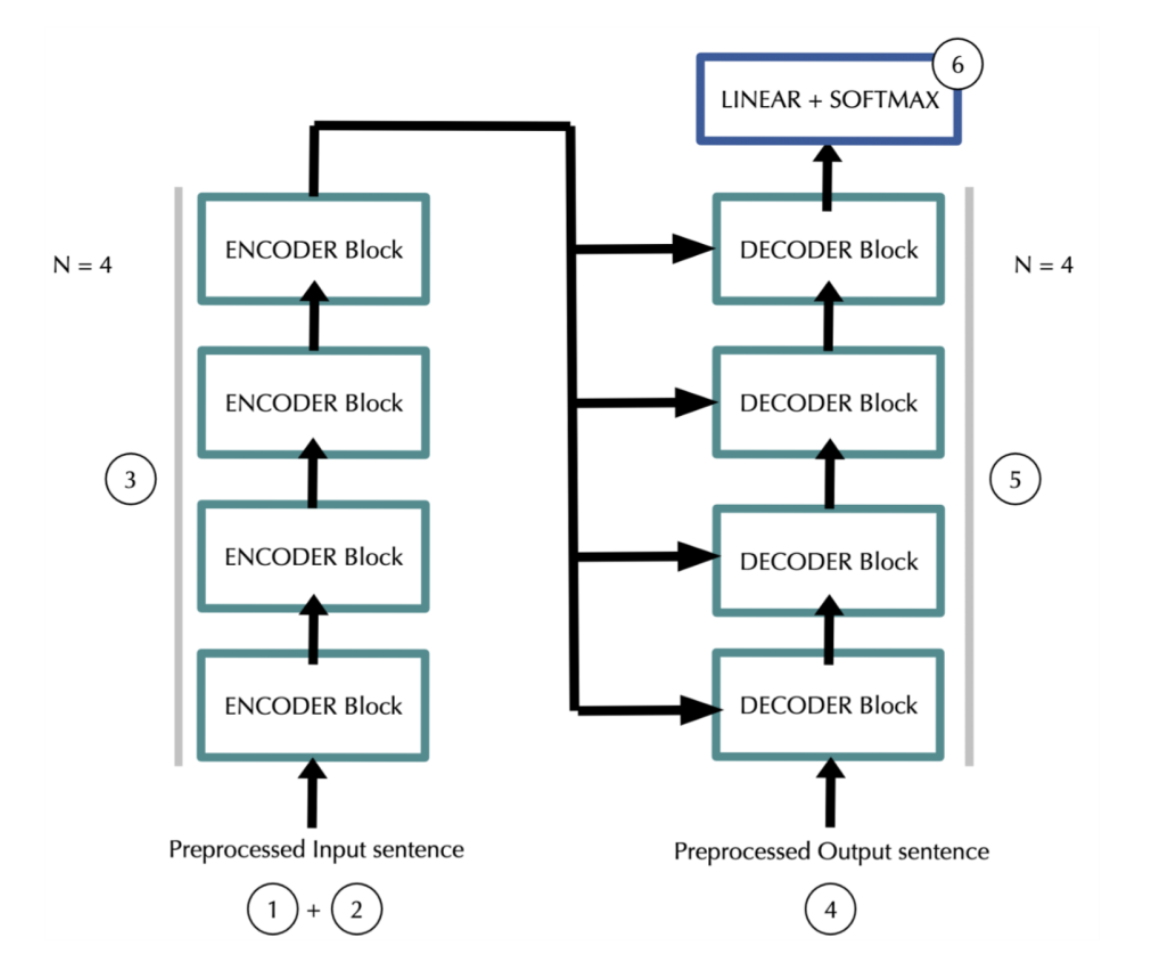 6
LINEAR + SOFTMAX
N = 4
ENCODER Block
ENCODER Block
3
ENCODER Block
ENCODER Block
Preprocessed Input sentence
1 + 2
DECODER Block
N = 4
DECODER Block
5
DECODER Block
DECODER Block
Preprocessed Output sentence
4